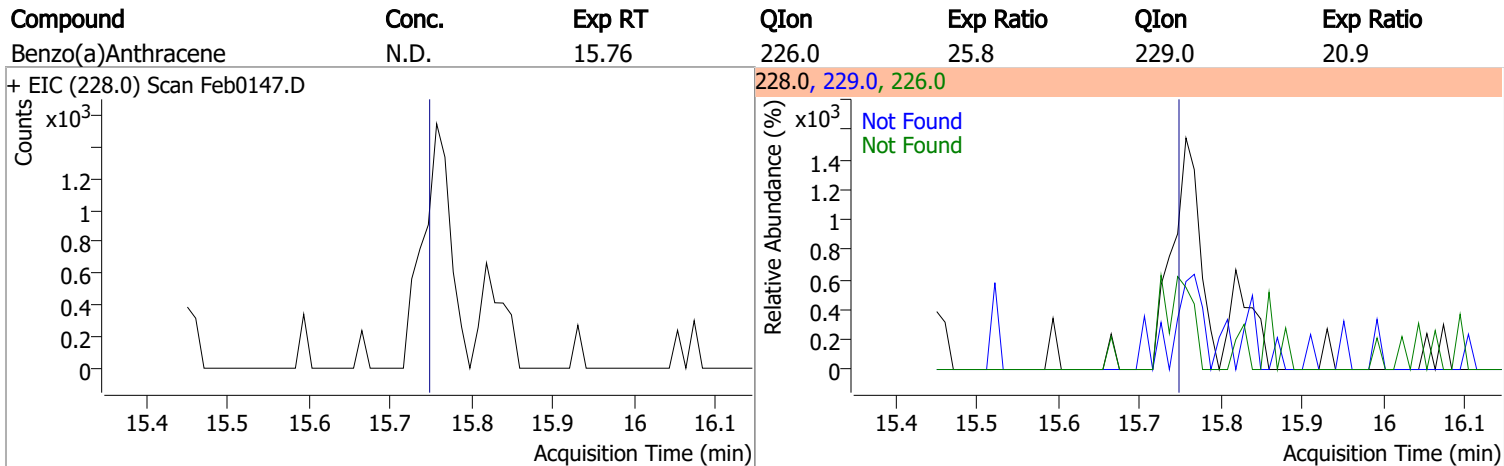 Compound Conc. Exp RT QIon Exp Ratio QIon Exp Ratio
Benzo(a)Anthracene N.D. 15.76 226.0 25.8 229.0 20.9
+ EIC (228.0) Scan Feb0147.D
Counts
x10³
1.2
1
0.8
0.6
0.4
0.2
0
15.4 15.5 15.6 15.7 15.8 15.9 16 16.1
Acquisition Time (min)
228.0, 229.0, 226.0
Relative Abundance (%)
x10³
Not Found
Not Found
1.4
1.2
1
0.8
0.6
0.4
0.2
0
15.4 15.5 15.6 15.7 15.8 15.9 16 16.1
Acquisition Time (min)